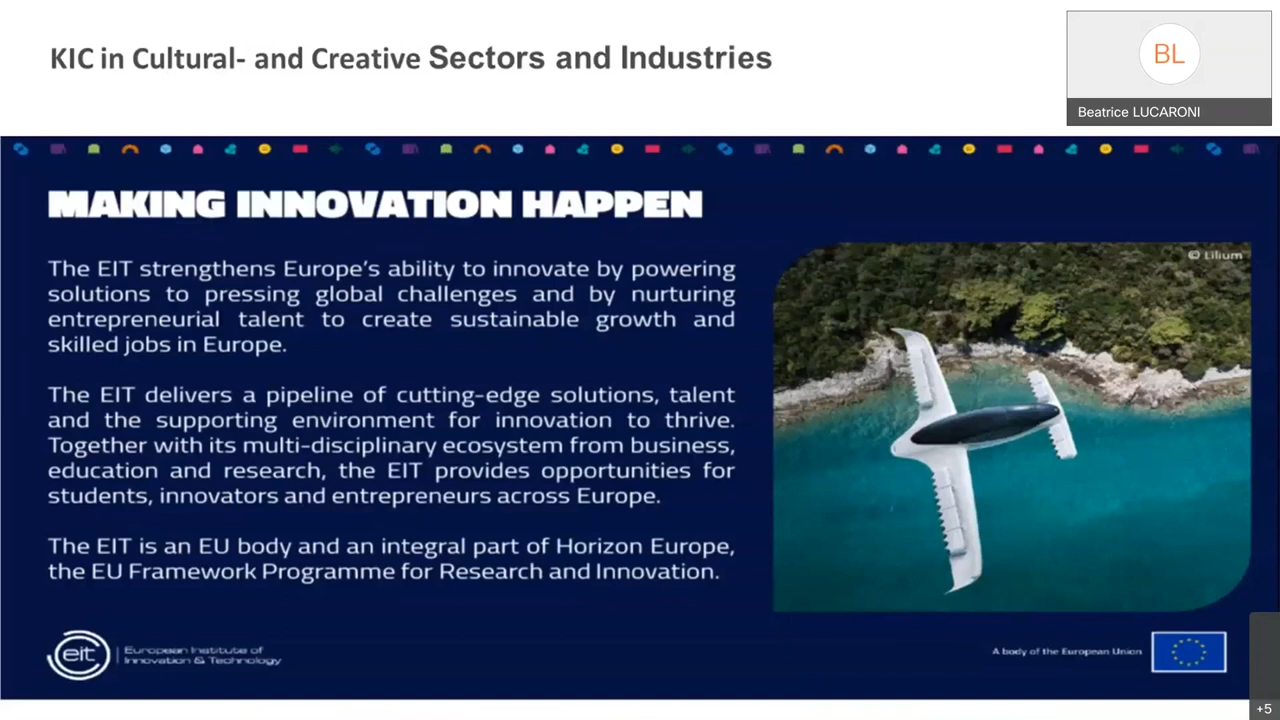 KIC in Cultural- and Creative Sectors and Industries
BL
Beatrice LUCARONI
MAKING INNOVATION HAPPEN
The EIT strengthens Europe's ability to innovate by powering
solutions to pressing global challenges and by nurturing
entrepreneurial talent to create sustainable growth and
skilled jobs in Europe.
The EIT delivers a pipeline of cutting-edge solutions, talent
and the supporting environment for innovation to thrive.
Together with its multi-disciplinary ecosystem from business,
education and research, the EIT provides opportunities for
students, innovators and entrepreneurs across Europe.
The EIT is an EU body and an integral part of Horizon Europe,
the EU Framework Programme for Research and Innovation.
© Lilium
eit
European Institute of
Innovation & Technology
A body of the European Union
+5